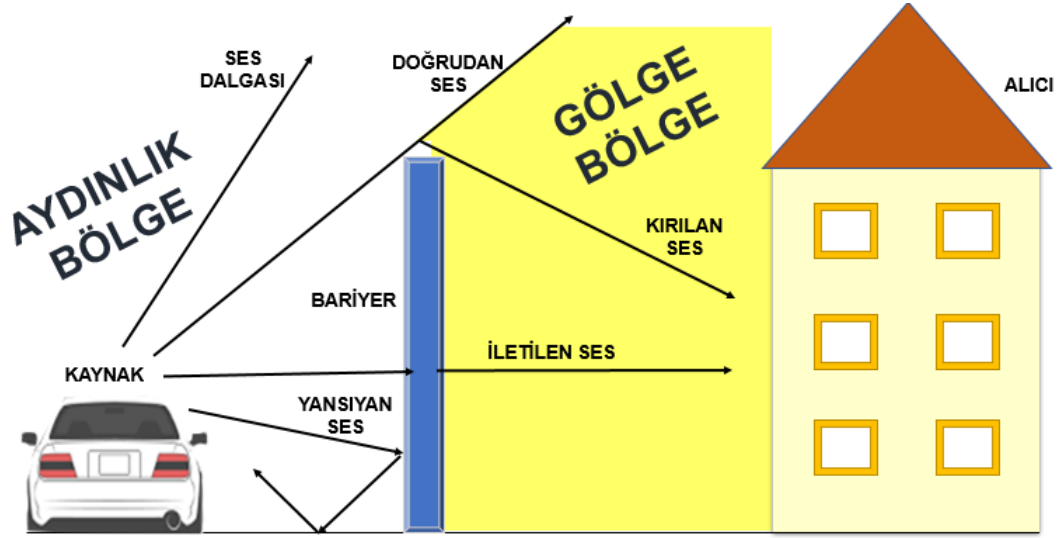 SES
DALGASI
DOĞRUDAN
SES
GÖLGE
BÖLGE
ALICI
AYDINLIK
BÖLGE
KIRILAN
SES
BARİYER
İLETİLEN SES
KAYNAK
YANSIYAN
SES